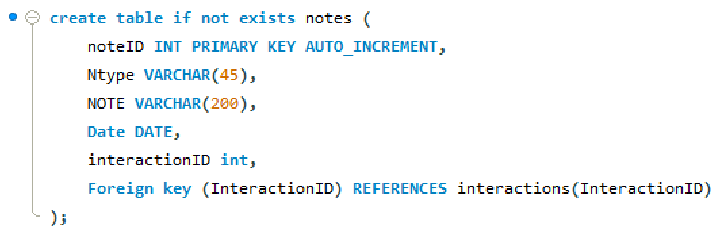 create table if not exists notes (
noteID INT PRIMARY KEY AUTO_INCREMENT,
Ntype VARCHAR(45),
NOTE VARCHAR(200),
Date DATE,
interactionID int,
Foreign key (InteractionID) REFERENCES interactions(InteractionID)
);